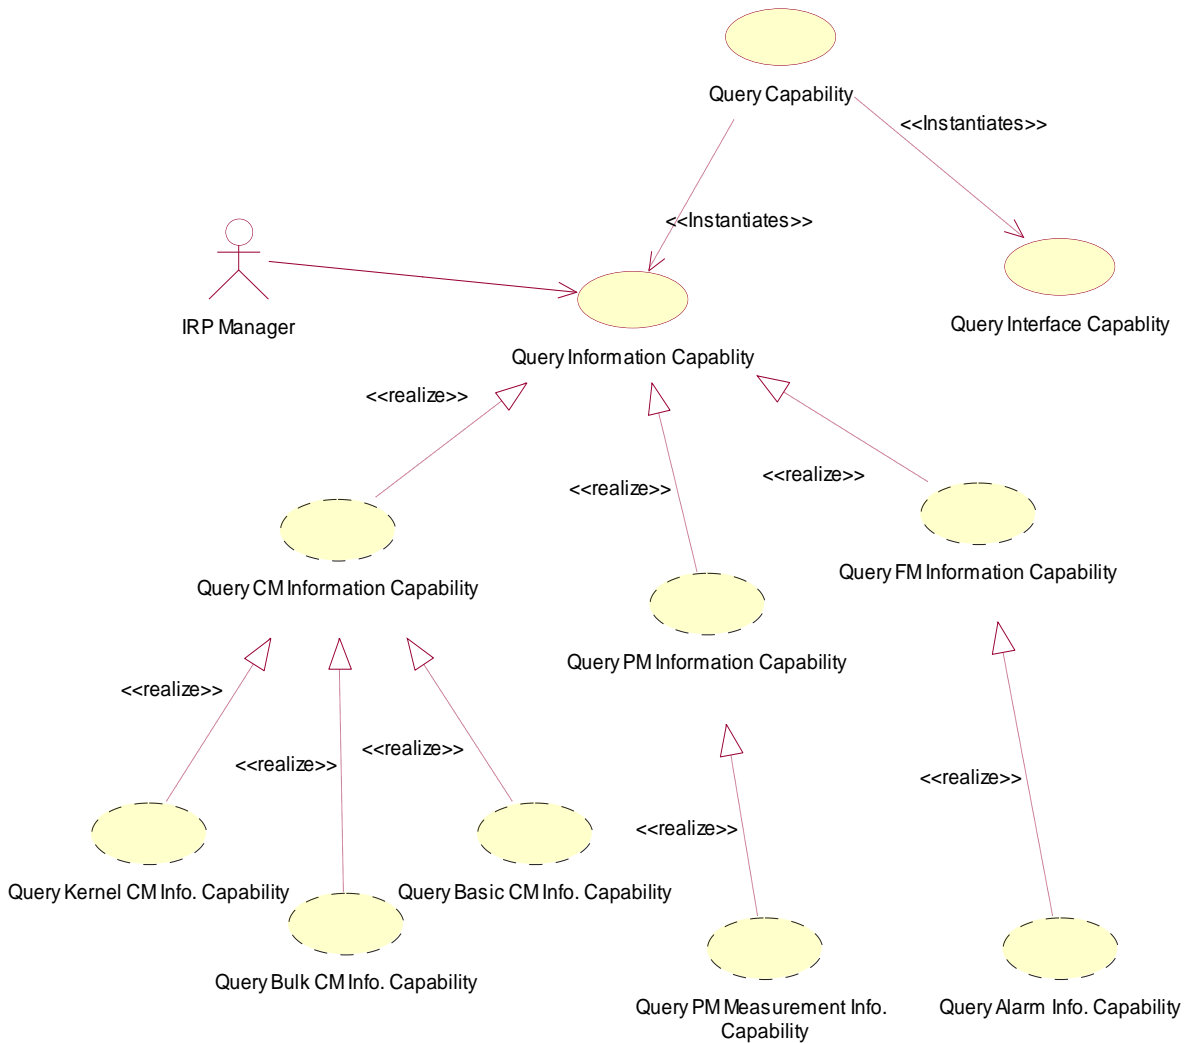 Query Capability
<<Instantiates>>
<<Instantiates>>
IRP Manager
Query Interface Capablity
Query Information Capablity
<<realize>>
<<realize>>
<<realize>>
Query FM Information Capability
Query CM Information Capability
Query PM Information Capability
<<realize>>
<<realize>>
<<realize>>
<<realize>>
<<realize>>
Query Kernel CM Info. Capability
Query Basic CM Info. Capability
Query Bulk CM Info. Capability
Query PM Measurement Info.
Capability
Query Alarm Info. Capability